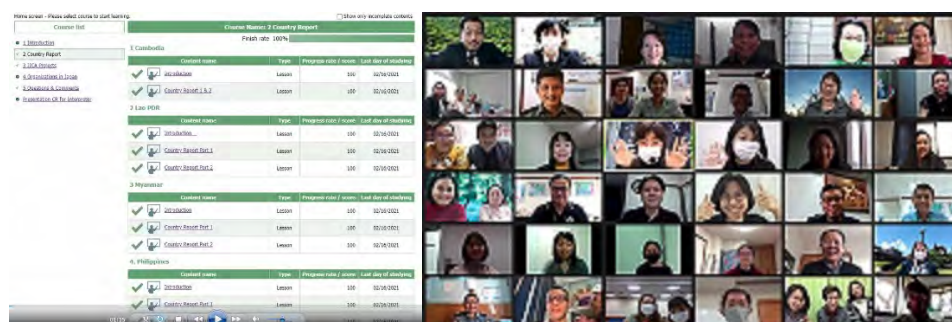 Home screen - Please select course to start learning.
Show only incomplete contents
Course list
1 Introduction
2 Country Report
3 JICA Projects
4 Organizations in Japan
5 Questions & Comments
Course Name: 2 Country Report
Finish rate 100%
1 Cambodia
Content name Type Progress rate / score Last day of studying
Introduction Lesson 100 02/16/2021
Country Report 1 & 2 Lesson 100 02/16/2021
2 Lao PDR
Content name Type Progress rate / score Last day of studying
Introduction Lesson 100 02/16/2021
Country Report Part 1 Lesson 100 02/16/2021
Country Report Part 2 Lesson 100 02/16/2021
3 Myanmar
Content name Type Progress rate / score Last day of studying
Introduction Lesson 100 02/16/2021
Country Report Part 1 Lesson 100 02/16/2021
Country Report Part 2 Lesson 100 02/16/2021
4. Philippines
Content name Type Progress rate / score Last day of studying
Introduction Lesson 100 02/16/2021
Country Report Part 1 Lesson 100 02/16/2021